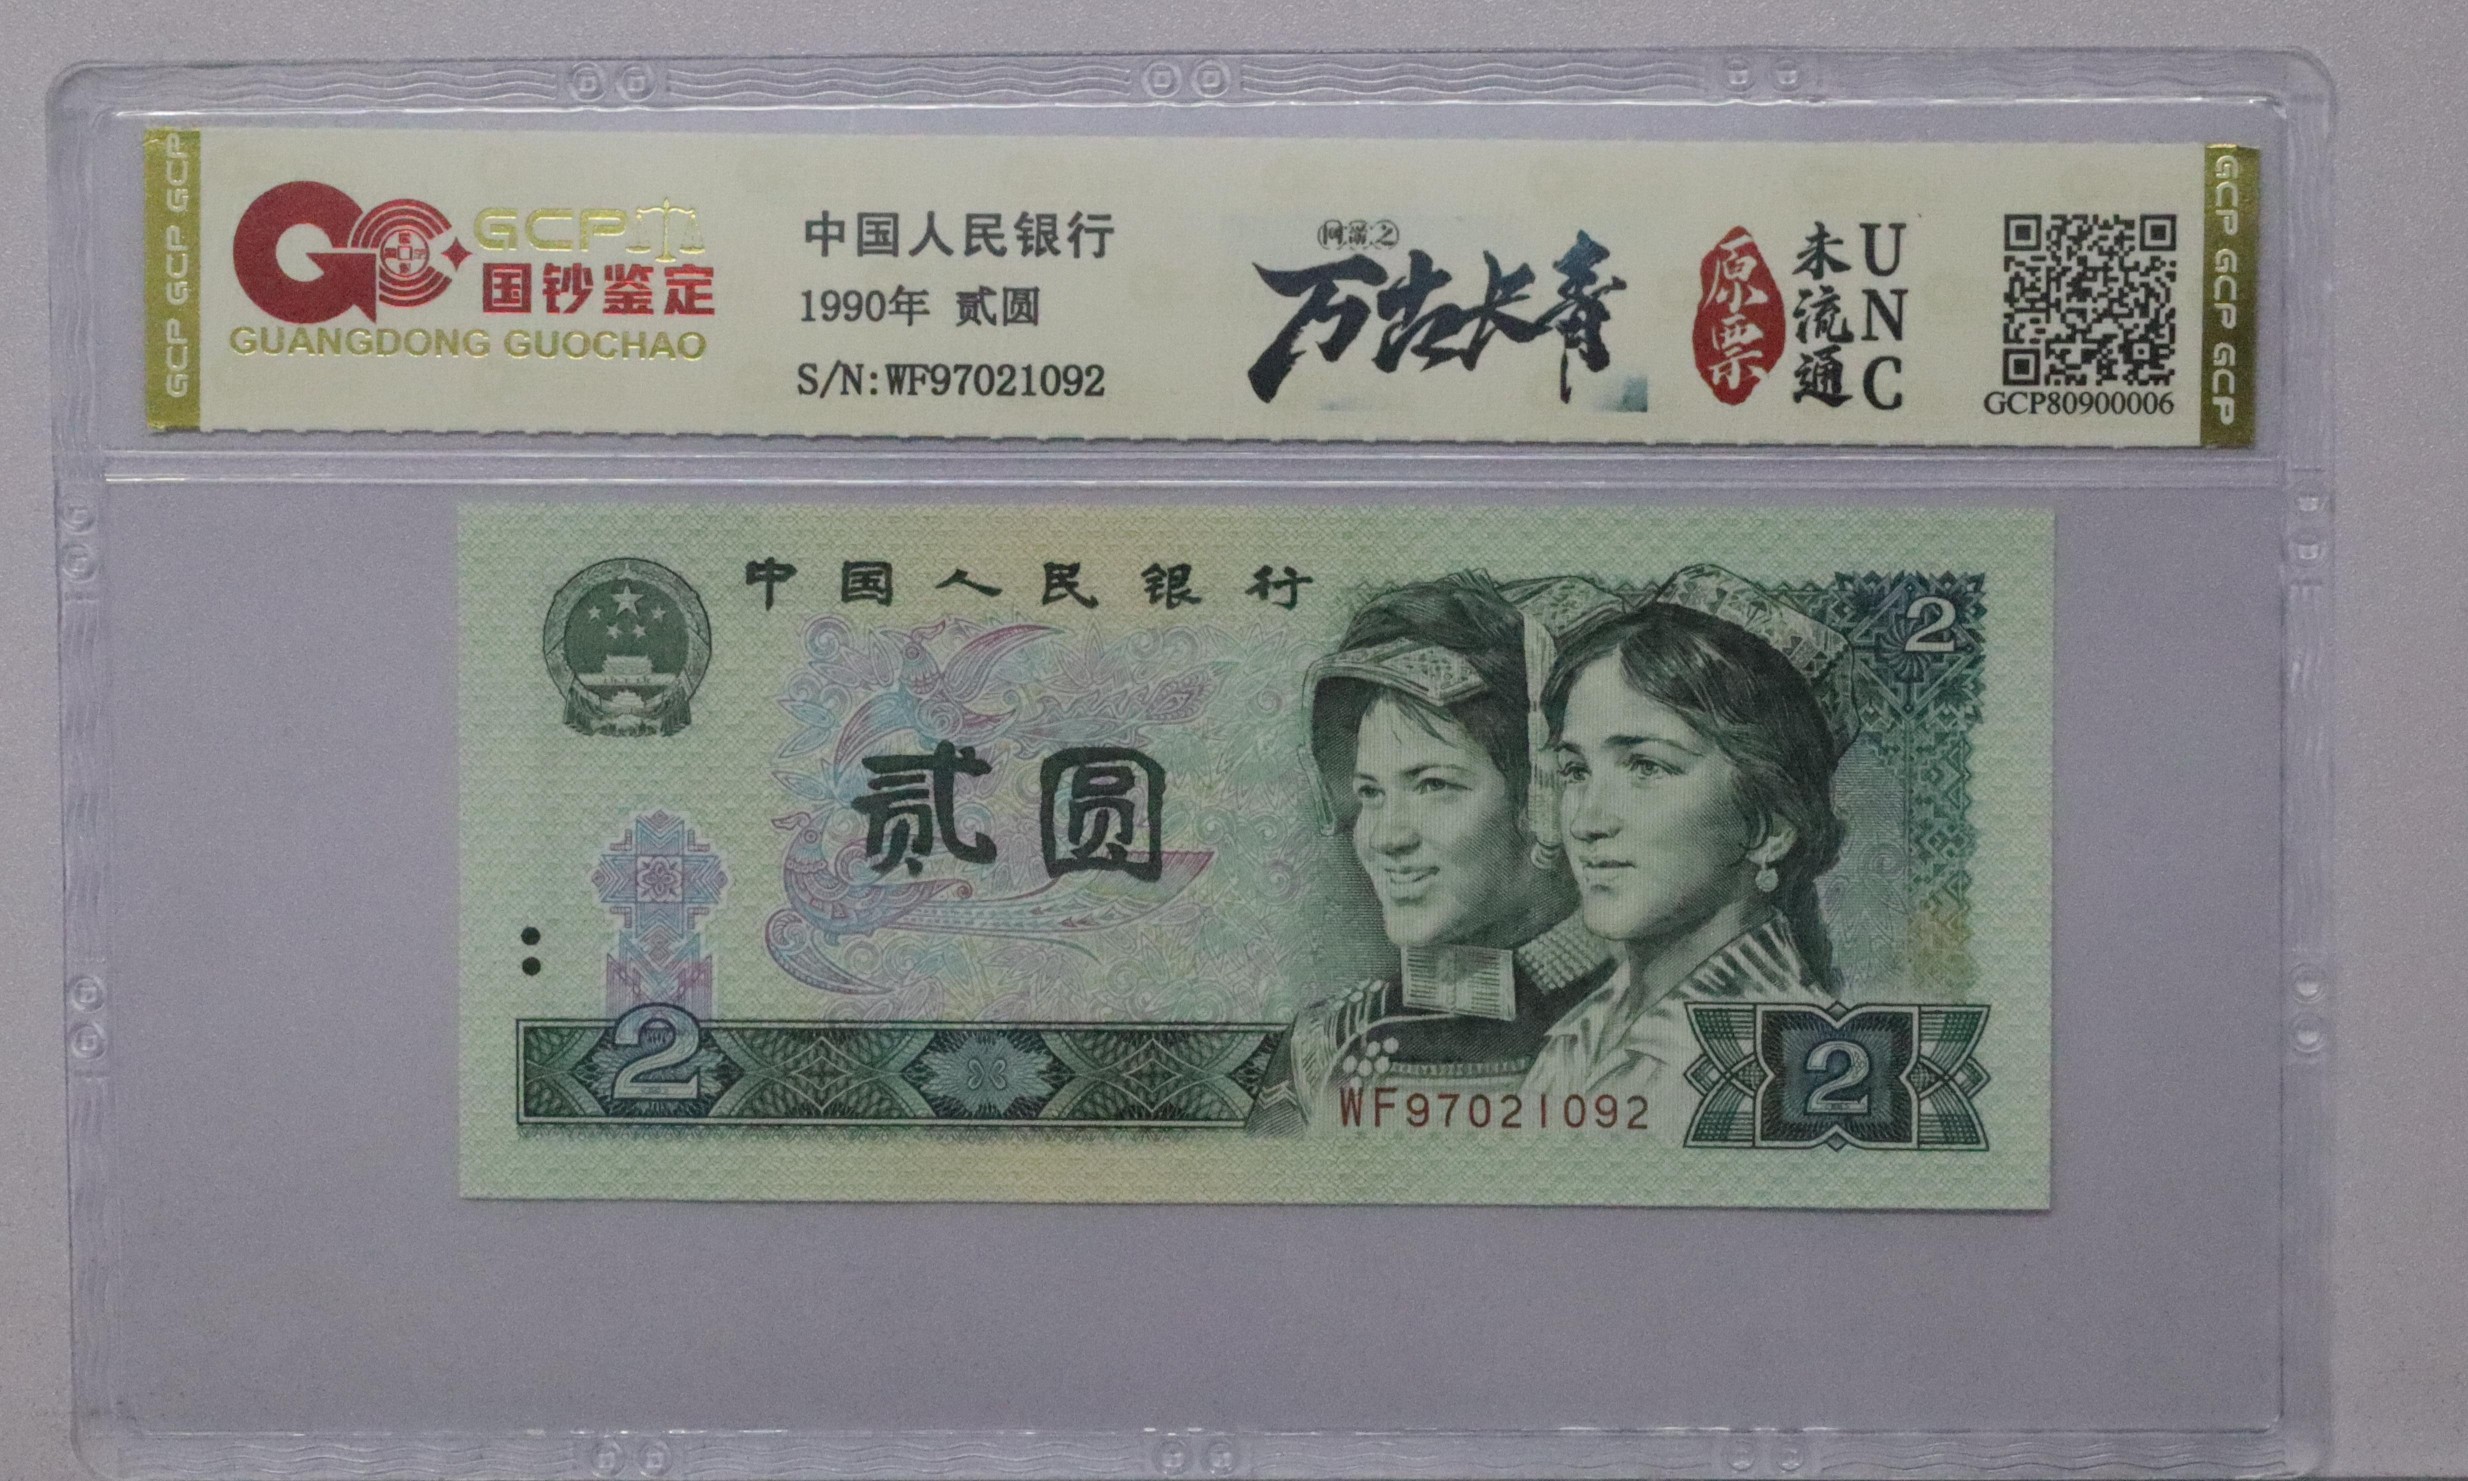 GCP GCP GCP
GCP
国钞鉴定
GUANGDONG GUOCHAO
中国人民银行
1990年 贰圆
S/N:WF97021092
万古长青
原票
未流通
UNC
GCP80900006
GCP GCP GCP
中国人民银行
2
贰圆
2
WF97021092
2